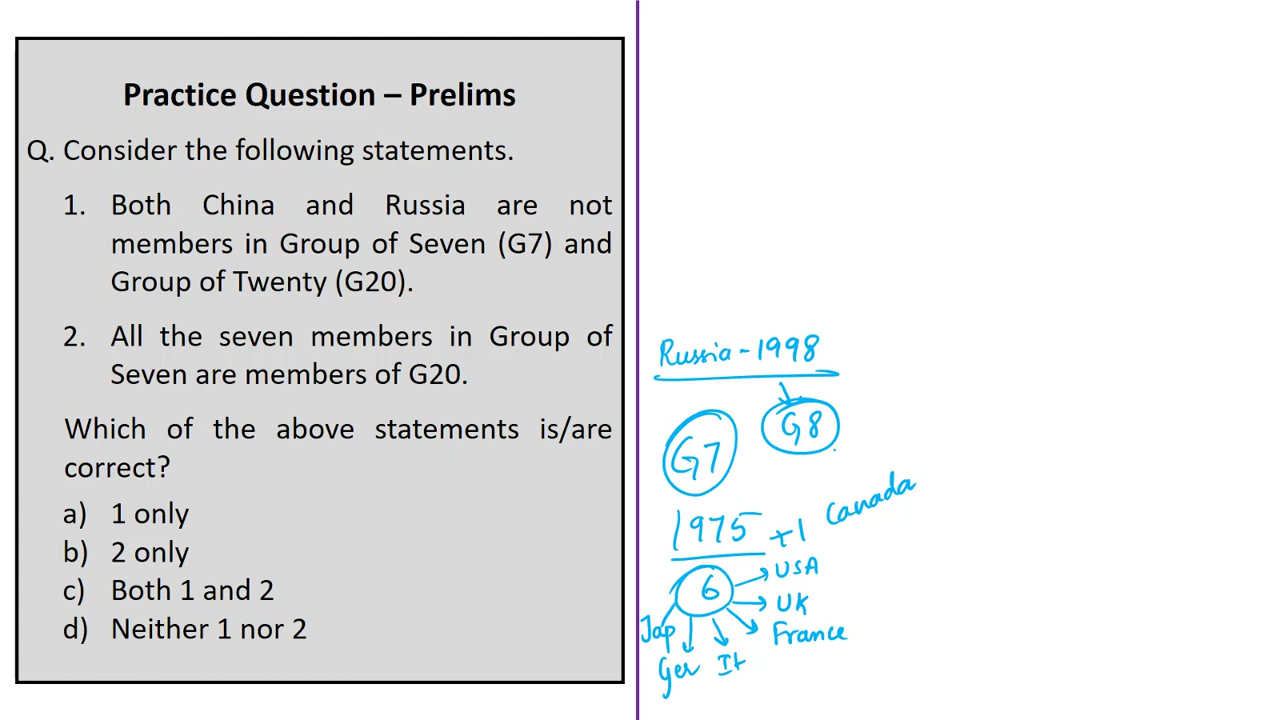 Practice Question – Prelims
Q. Consider the following statements.
1. Both China and Russia are not
members in Group of Seven (G7) and
Group of Twenty (G20).
2. All the seven members in Group of
Seven are members of G20.
Which of the above statements is/are
correct?
a) 1 only
b) 2 only
c) Both 1 and 2
d) Neither 1 nor 2
Russia - 1998
G8
G7
Canada
1975 +1
USA
6
UK
Jap
France
Ger It